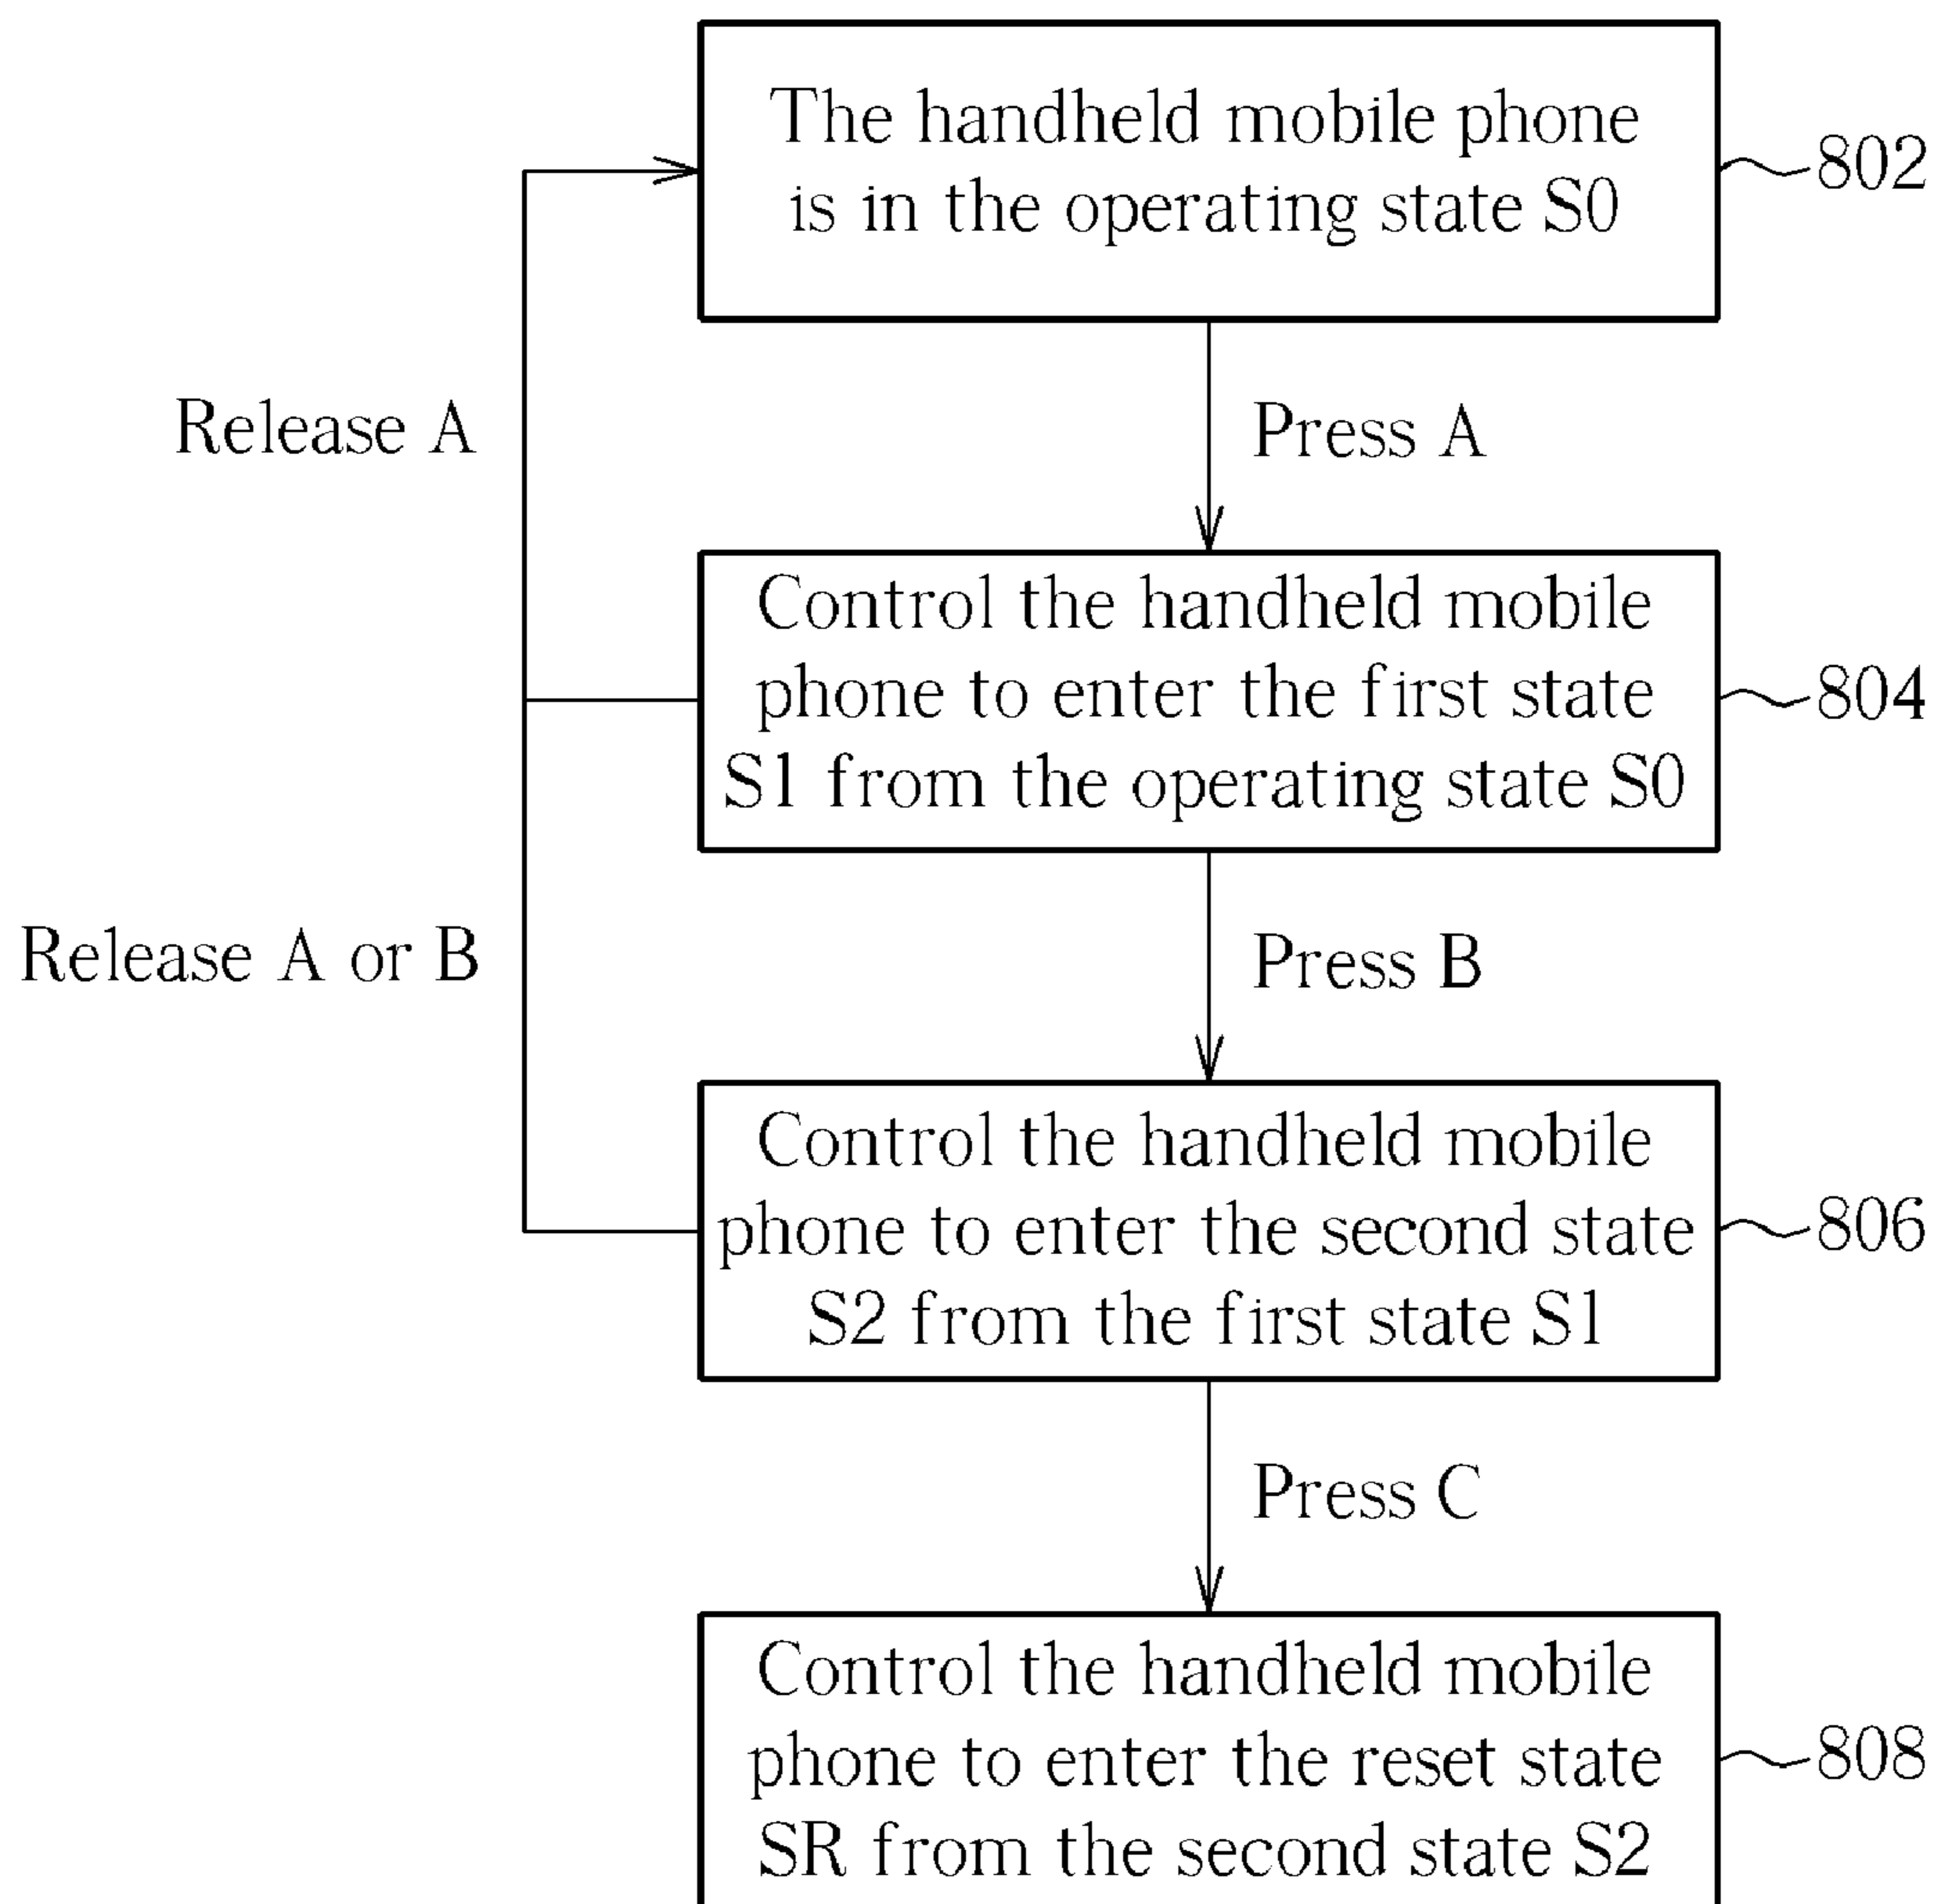 The handheld mobile phone
is in the operating state S0
802
Release A
Press A
Control the handheld mobile
phone to enter the first state
S1 from the operating state S0
804
Release A or B
Press B
Control the handheld mobile
phone to enter the second state
S2 from the first state S1
806
Press C
Control the handheld mobile
phone to enter the reset state
SR from the second state S2
808